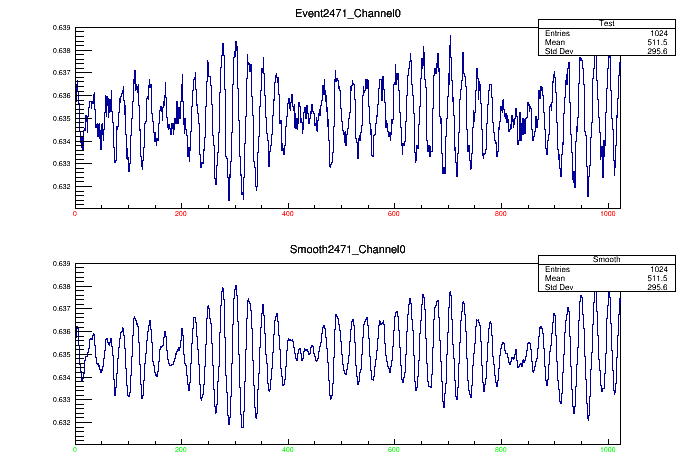 Event2471_Channel0
Test
Entries 1024
Mean 511.5
Std Dev 295.6
0.639
0.638
0.637
0.636
0.635
0.634
0.633
0.632
0 200 400 600 800 1000
Smooth2471_Channel0
Smooth
Entries 1024
Mean 511.5
Std Dev 295.6
0.639
0.638
0.637
0.636
0.635
0.634
0.633
0.632
0 200 400 600 800 1000